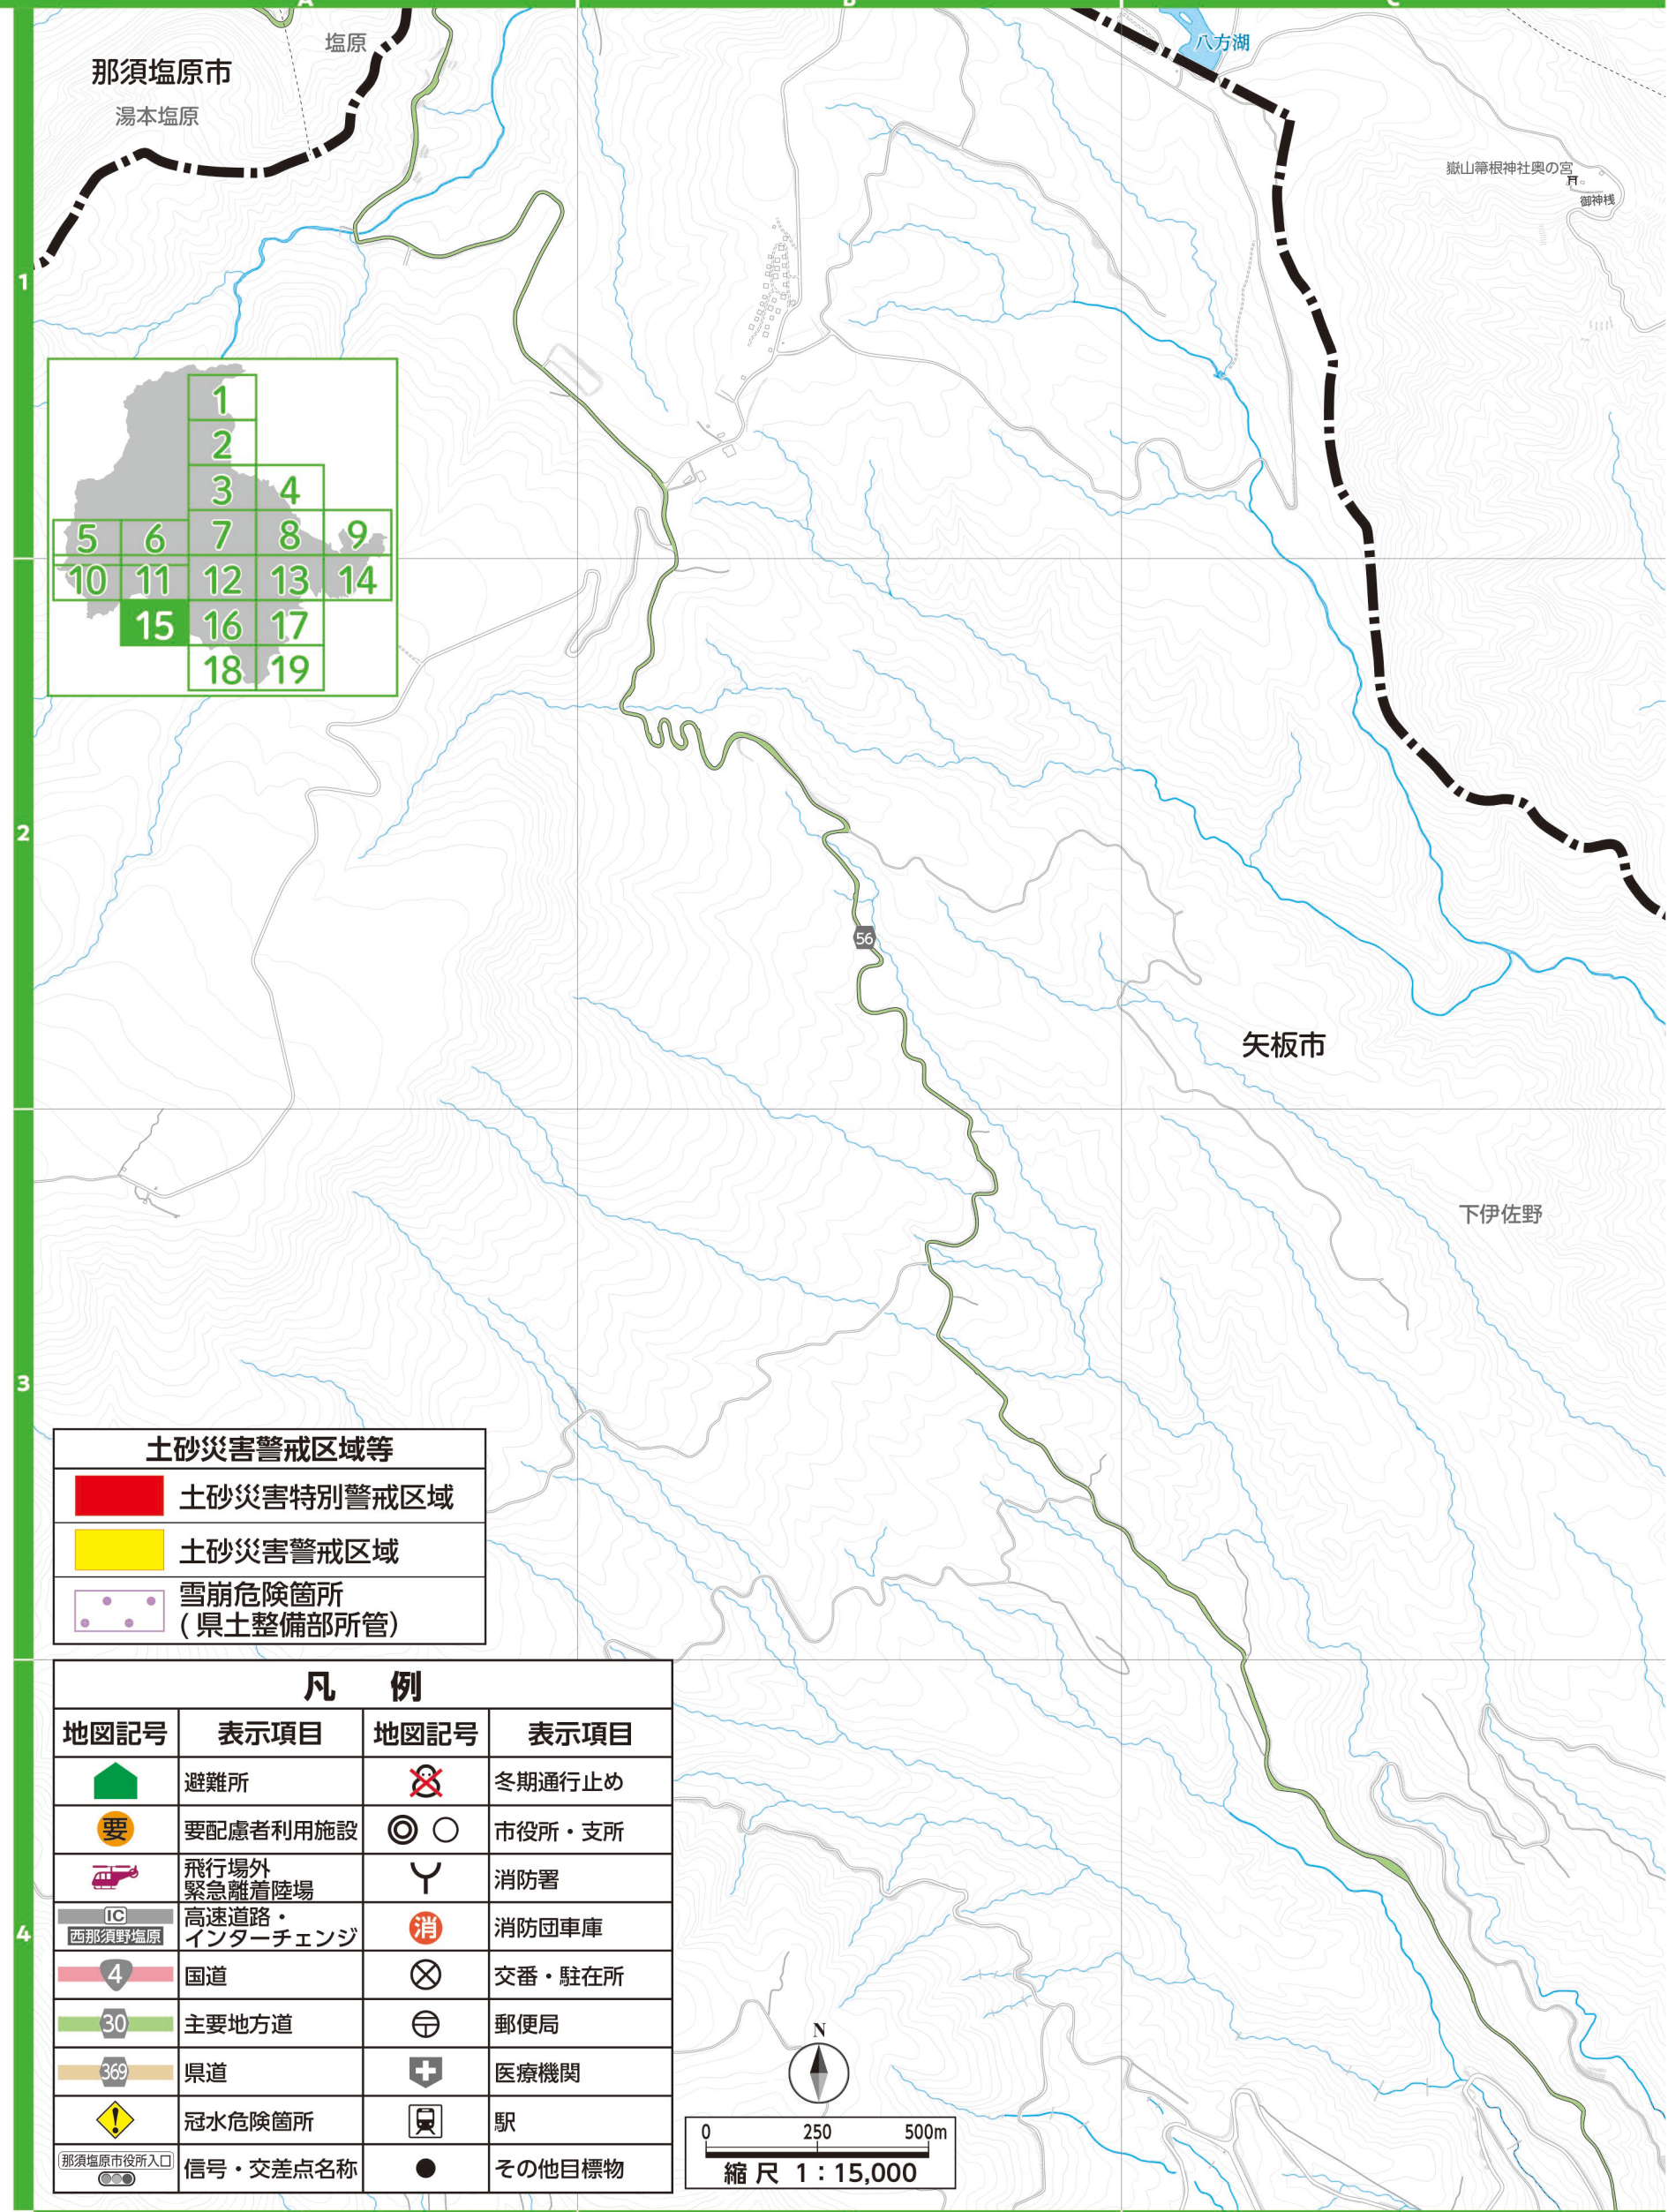 A
B
C
塩原
那須塩原市
湯本塩原
八方湖
嶽山箒根神社奥の宮
御神桟
1
1
2
3
4
5
6
7
8
9
10
11
12
13
14
15
16
17
18
19
2
56
矢板市
下伊佐野
3
土砂災害警戒区域等
土砂災害特別警戒区域
土砂災害警戒区域
雪崩危険箇所
(県土整備部所管)
4
凡 例
地図記号 表示項目 地図記号 表示項目
避難所 冬期通行止め
要 要配慮者利用施設 市役所・支所
飛行場外
緊急離着陸場 消防署
IC
西那須野塩原
高速道路・
インターチェンジ 消 消防団車庫
4 国道 交番・駐在所
30 主要地方道 郵便局
369 県道 医療機関
冠水危険箇所 駅
那須塩原市役所入口 信号・交差点名称 その他目標物
N
0 250 500m
縮尺 1:15,000